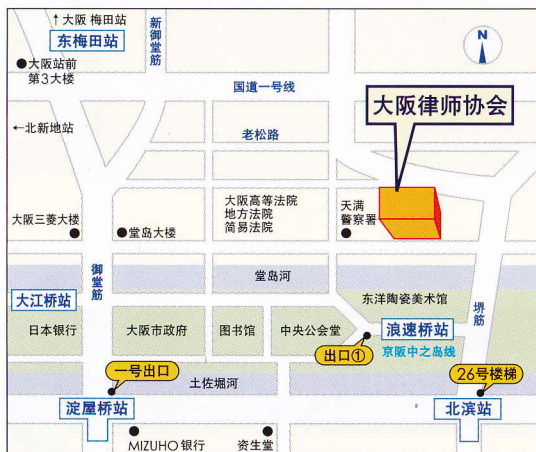 ↑大阪 梅田站
东梅田站
新御堂筋
N
大阪站前
第3大楼
国道一号线
大阪律师协会
←北新地站
老松路
大阪高等法院
地方法院
简易法院
天满
警察署
大阪三菱大楼
堂岛大楼
御堂筋
堂岛河
东洋陶瓷美术馆
堺筋
大江桥站
日本银行
大阪市政府
图书馆
中央公会堂
浪速桥站
出口①
京阪中之岛线
一号出口
土佐堀河
26号楼梯
淀屋桥站
北滨站
MIZUHO 银行
资生堂